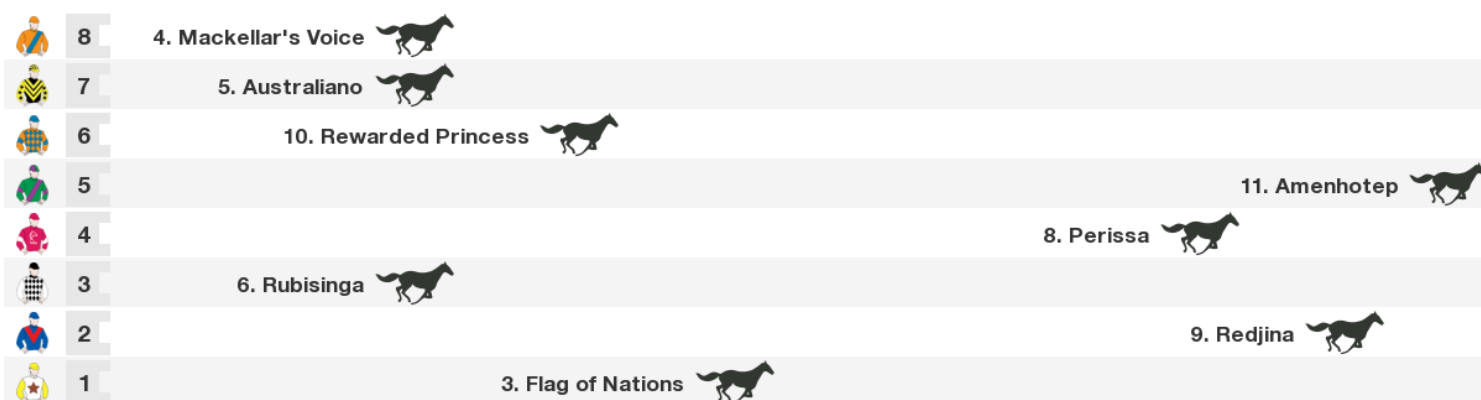 8 4. Mackellar's Voice
7 5. Australiano
6 10. Rewarded Princess
5 11. Amenhotep
4 8. Perissa
3 6. Rubisinga
2 9. Redjina
1 3. Flag of Nations